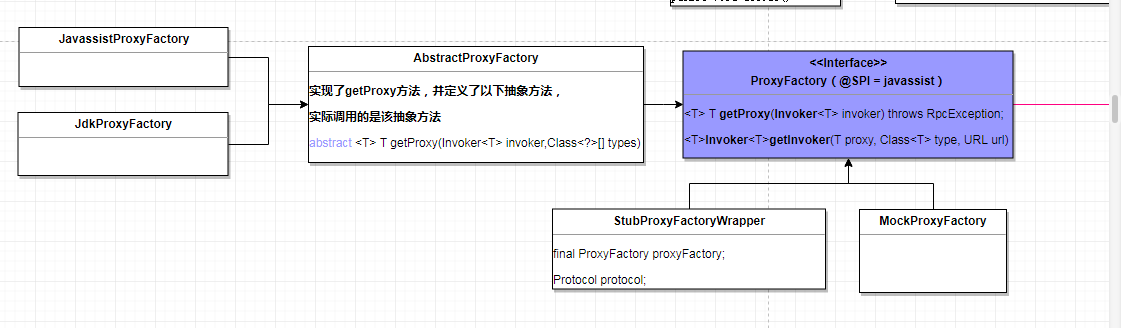 JavassistProxyFactory
JdkProxyFactory
AbstractProxyFactory
实现了getProxy方法，并定义了以下抽象方法，
实际调用的是该抽象方法
abstract <T> T getProxy(Invoker<T> invoker,Class<?>[] types)
<<Interface>>
ProxyFactory ( @SPI = javassist )
<T> T getProxy(Invoker<T> invoker) throws RpcException;
<T>Invoker<T>getInvoker(T proxy, Class<T> type, URL url)
StubProxyFactoryWrapper
final ProxyFactory proxyFactory;
Protocol protocol;
MockProxyFactory